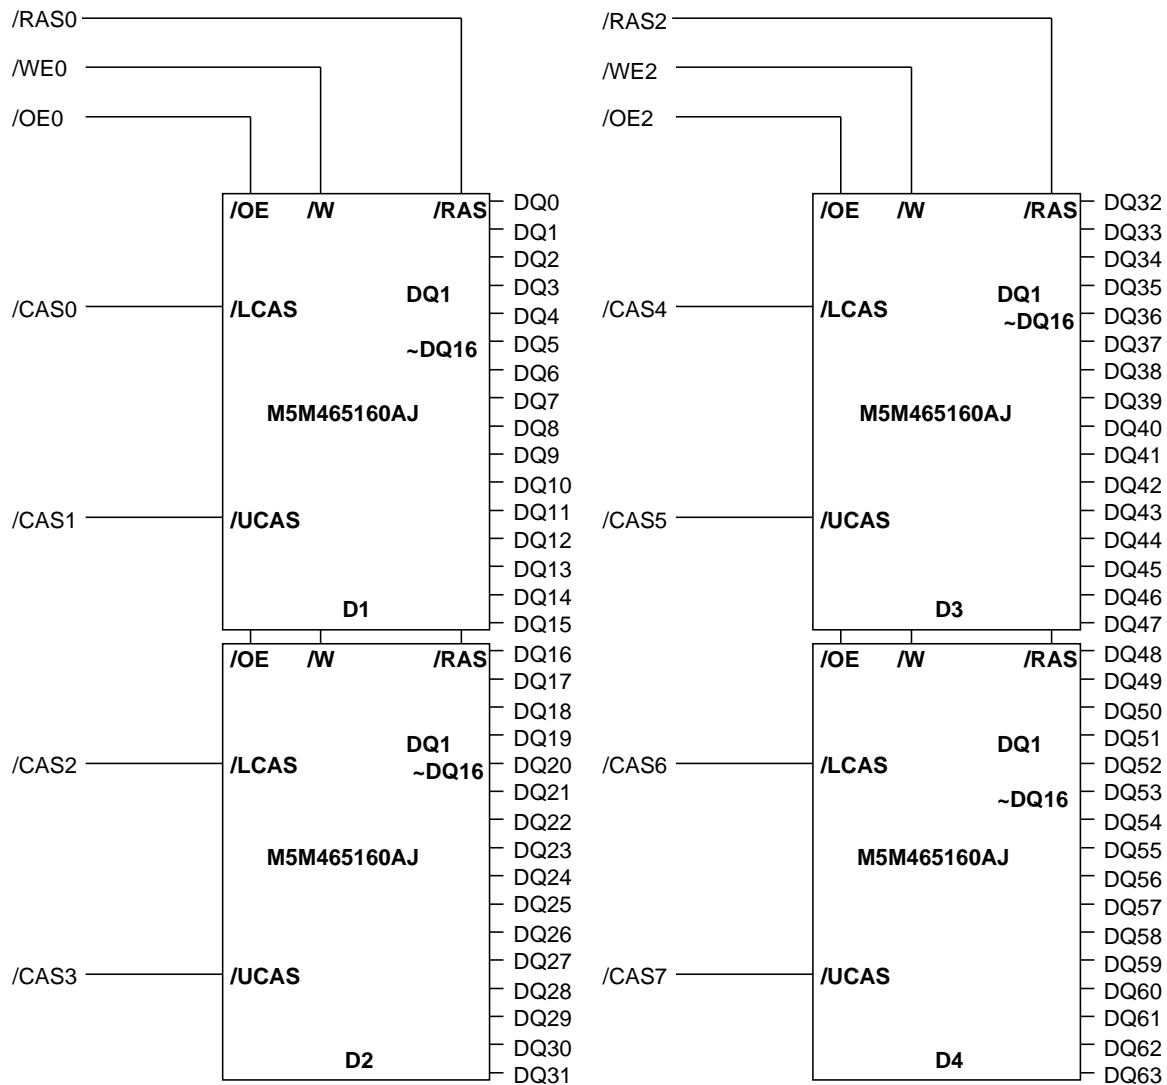 /RAS0
/WE0
/OE0
/OE /W /RAS
/CAS0
/LCAS
DQ1
~DQ16
M5M465160AJ
/CAS1
/UCAS
D1
DQ0
DQ1
DQ2
DQ3
DQ4
DQ5
DQ6
DQ7
DQ8
DQ9
DQ10
DQ11
DQ12
DQ13
DQ14
DQ15
/OE /W /RAS
/CAS2
/LCAS
DQ1
~DQ16
M5M465160AJ
/CAS3
/UCAS
D2
DQ16
DQ17
DQ18
DQ19
DQ20
DQ21
DQ22
DQ23
DQ24
DQ25
DQ26
DQ27
DQ28
DQ29
DQ30
DQ31
/RAS2
/WE2
/OE2
/OE /W /RAS
/CAS4
/LCAS
DQ1
~DQ16
M5M465160AJ
/CAS5
/UCAS
D3
DQ32
DQ33
DQ34
DQ35
DQ36
DQ37
DQ38
DQ39
DQ40
DQ41
DQ42
DQ43
DQ44
DQ45
DQ46
DQ47
/OE /W /RAS
/CAS6
/LCAS
DQ1
~DQ16
M5M465160AJ
/CAS7
/UCAS
D4
DQ48
DQ49
DQ50
DQ51
DQ52
DQ53
DQ54
DQ55
DQ56
DQ57
DQ58
DQ59
DQ60
DQ61
DQ62
DQ63